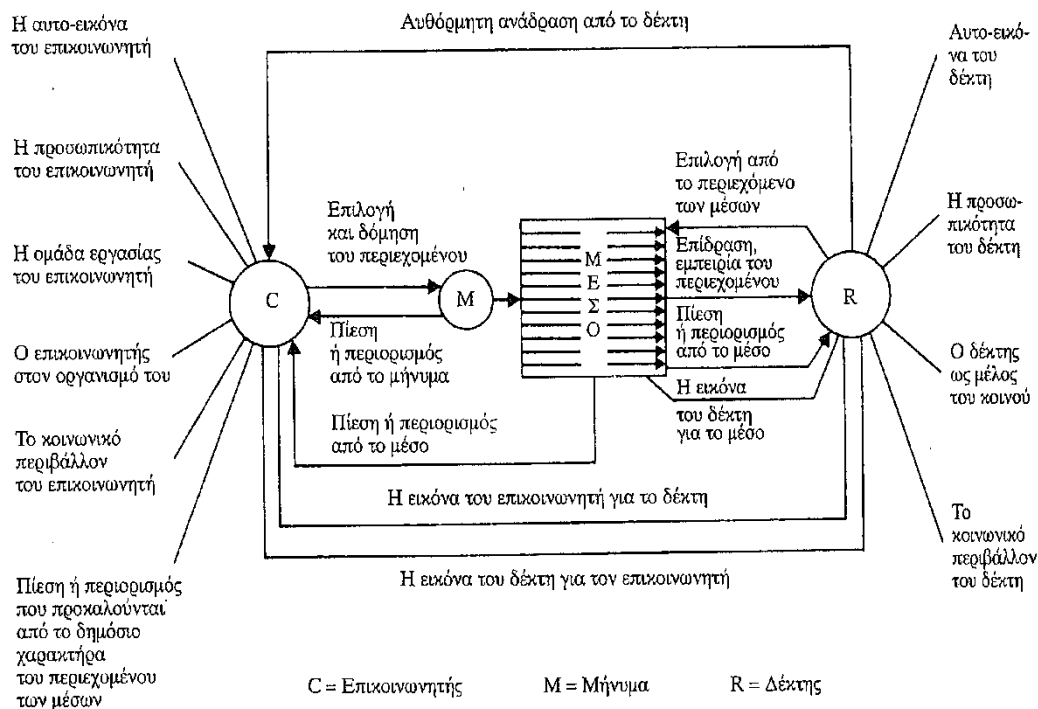 Η αυτο-εικόνα
του επικοινωνητή
Η προσωπικότητα
του επικοινωνητή
Η ομάδα εργασίας
του επικοινωνητή
Ο επικοινωνητής
στον οργανισμό του
Το κοινωνικό
περιβάλλον
του επικοινωνητή
Πίεση ή περιορισμός
που προκαλούνται
από το δημόσιο
χαρακτήρα
του περιεχομένου
των μέσων
Αυθόρμητη ανάδραση από το δέκτη
C
Επιλογή
και δόμηση
του περιεχομένου
M
Πίεση
ή περιορισμός
από το μήνυμα
Πίεση ή περιορισμός
από το μέσο
Μ
Ε
Σ
Ο
Επιλογή από
το περιεχόμενο
των μέσων
Επίδραση,
εμπειρία του
περιεχομένου
Πίεση
ή περιορισμός
από το μέσο
Η εικόνα
του δέκτη
για το μέσο
R
Η εικόνα του επικοινωνητή για το δέκτη
Η εικόνα του δέκτη για τον επικοινωνητή
Αυτο-εικό-
να του
δέκτη
Η προσω-
πικότητα
του δέκτη
Ο δέκτης
ως μέλος
του κοινού
Το
κοινωνικό
περιβάλλον
του δέκτη
C = Επικοινωνητής
M = Μήνυμα
R = Δέκτης